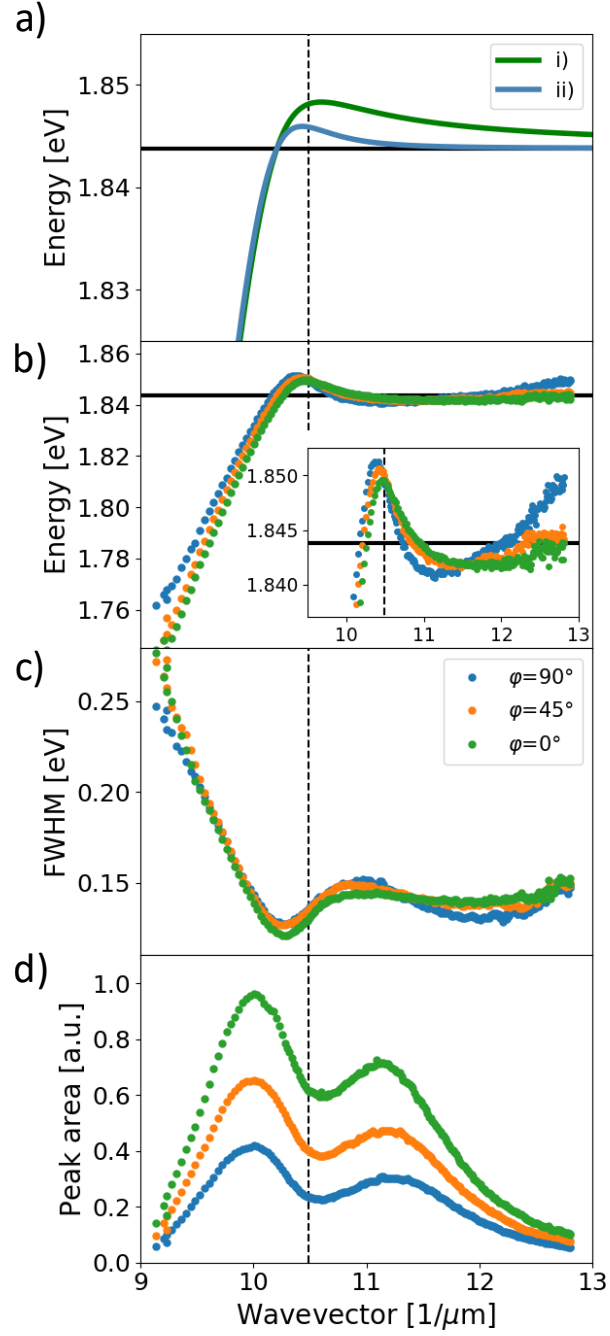 a)
1.85
1.84
1.83
Energy [eV]
i)
ii)
b)
1.86
1.84
1.82
1.80
1.78
1.76
Energy [eV]
1.850
1.845
1.840
10
11
12
13
c)
0.25
0.20
0.15
FWHM [eV]
φ=90°
φ=45°
φ=0°
d)
1.0
0.8
0.6
0.4
0.2
0.0
Peak area [a.u.]
9
10
11
12
13
Wavevector [1/μm]